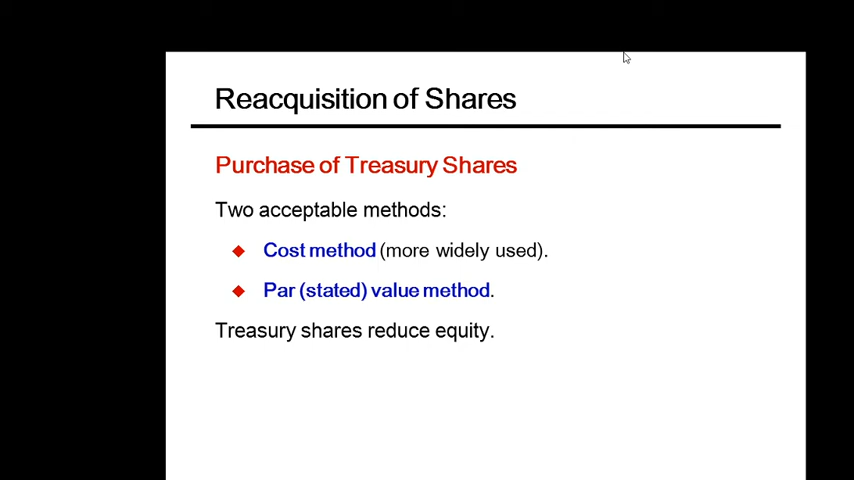 Reacquisition of Shares
Purchase of Treasury Shares
Two acceptable methods:
Cost method (more widely used).
Par (stated) value method.
Treasury shares reduce equity.